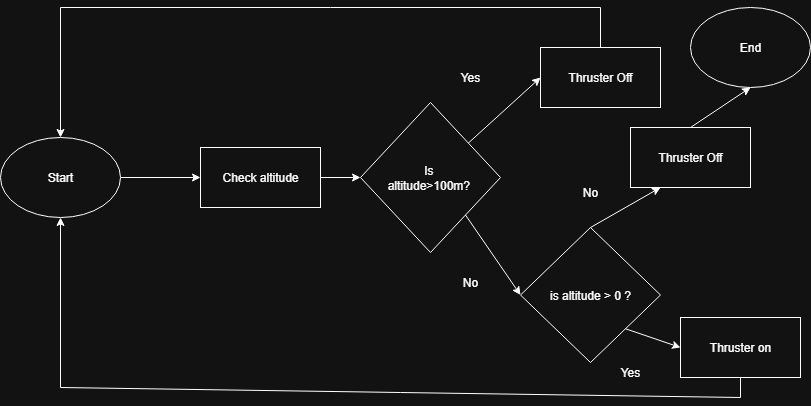 End
Yes
Thruster Off
Thruster Off
Start
Check altitude
Is
altitude>100m?
No
No
is altitude > 0 ?
Thruster on
Yes